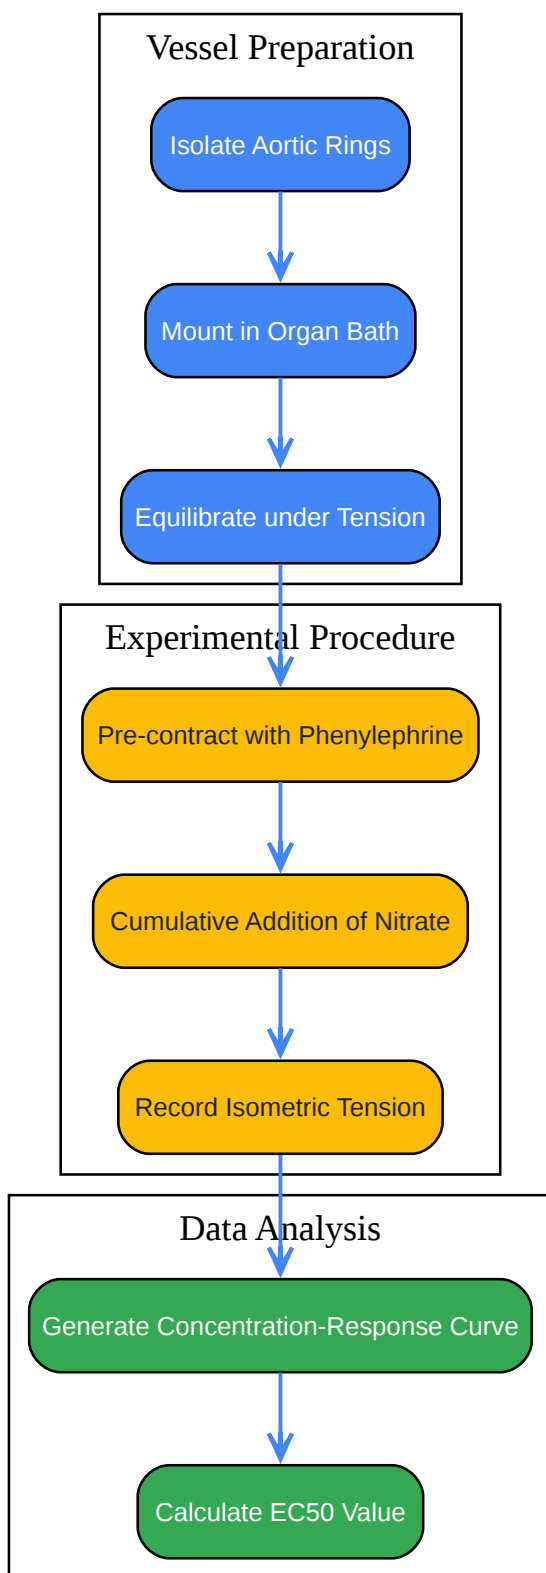 Vessel Preparation
Isolate Aortic Rings
Mount in Organ Bath
Equilibrate under Tension
Experimental Procedure
Pre-contract with Phenylephrine
Cumulative Addition of Nitrate
Record Isometric Tension
Data Analysis
Generate Concentration-Response Curve
Calculate EC50 Value